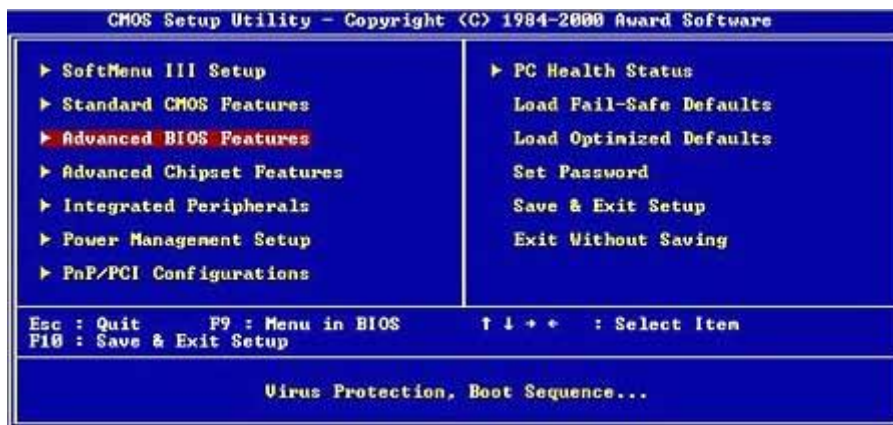 CMOS Setup Utility – Copyright (C) 1984-2000 Award Software
▶ SoftMenu III Setup
▶ Standard CMOS Features
▶ Advanced BIOS Features
▶ Advanced Chipset Features
▶ Integrated Peripherals
▶ Power Management Setup
▶ PnP/PCI Configurations
▶ PC Health Status
Load Fail-Safe Defaults
Load Optimized Defaults
Set Password
Save & Exit Setup
Exit Without Saving
Esc : Quit F9 : Menu in BIOS ↑ ↓ → ← : Select Item
F10 : Save & Exit Setup
Virus Protection, Boot Sequence...